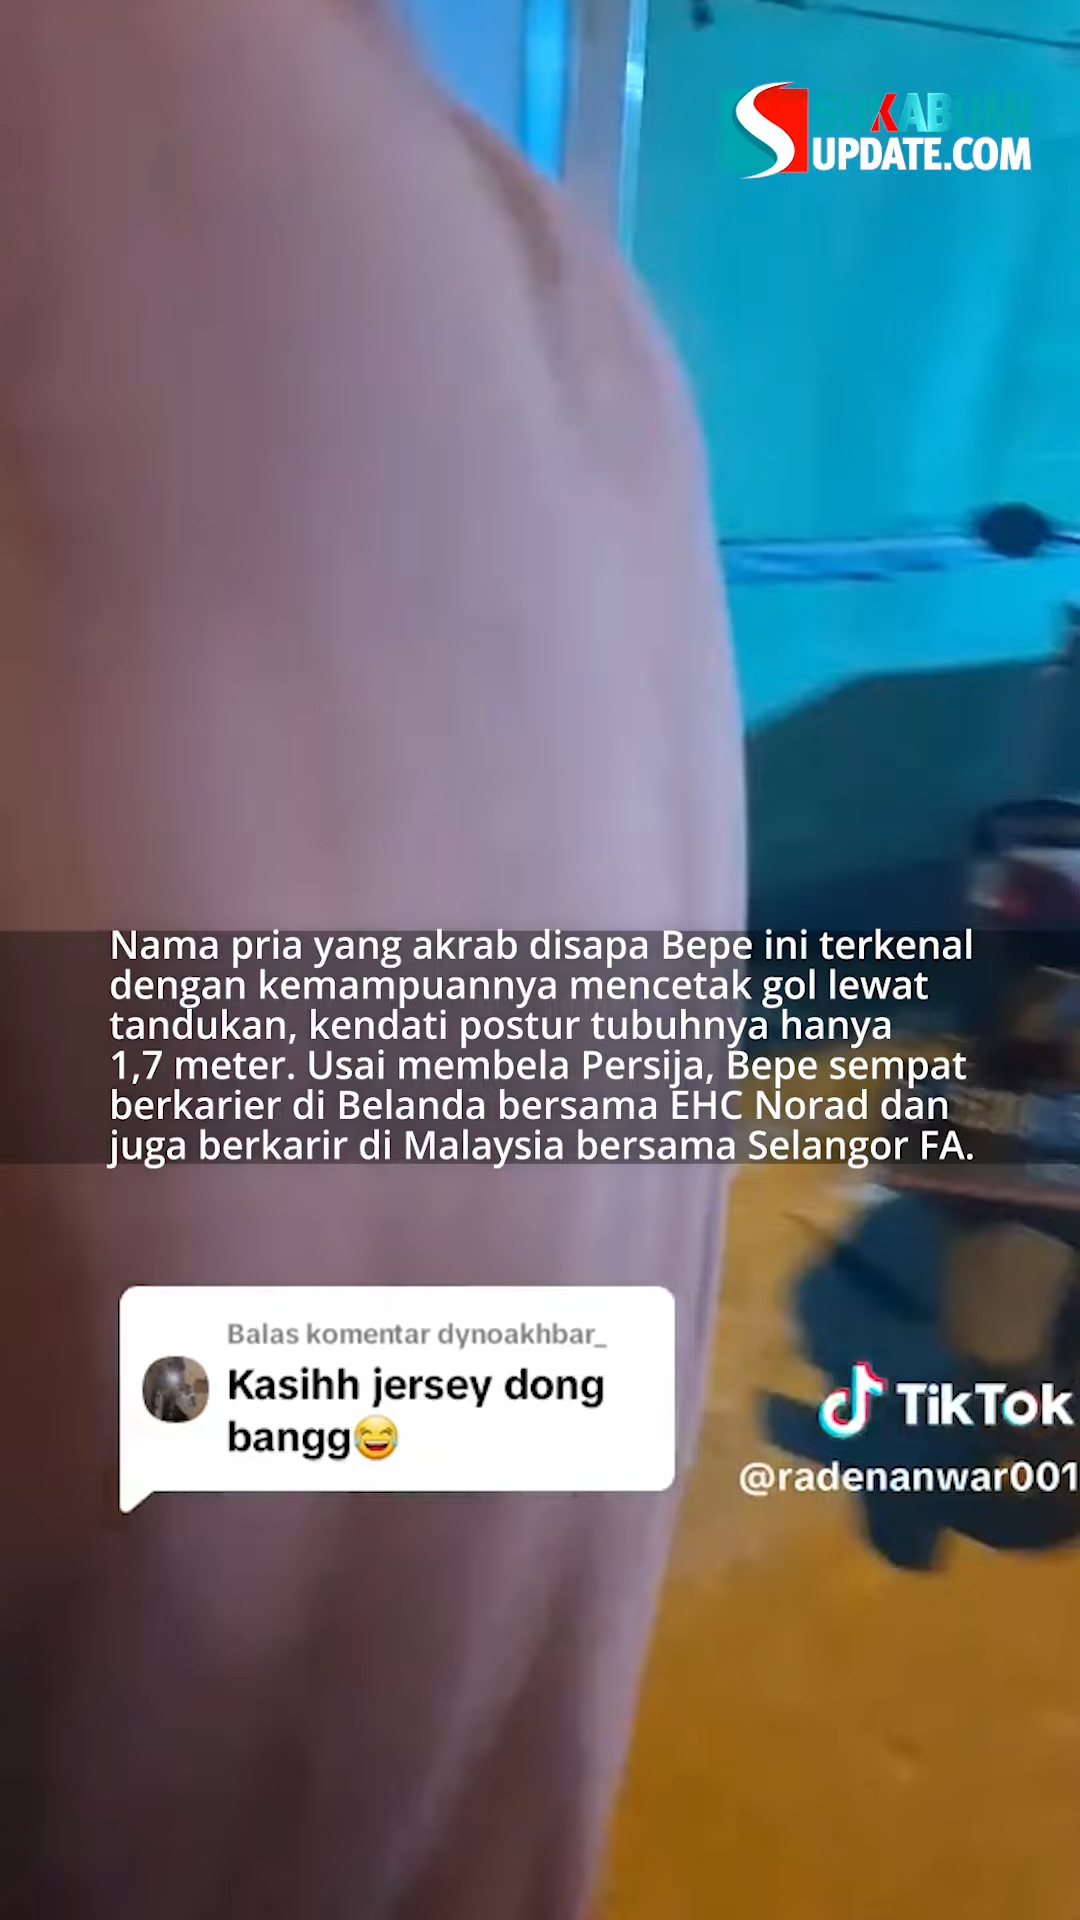 SUKABUMI
UPDATE.COM
Nama pria yang akrab disapa Bepe ini terkenal
dengan kemampuannya mencetak gol lewat
tandukan, kendati postur tubuhnya hanya
1,7 meter. Usai membela Persija, Bepe sempat
berkarier di Belanda bersama EHC Norad dan
juga berkarir di Malaysia bersama Selangor FA.
Balas komentar dynoakhbar_
Kasihh jersey dong
bangg😂
TikTok
@radenanwar001